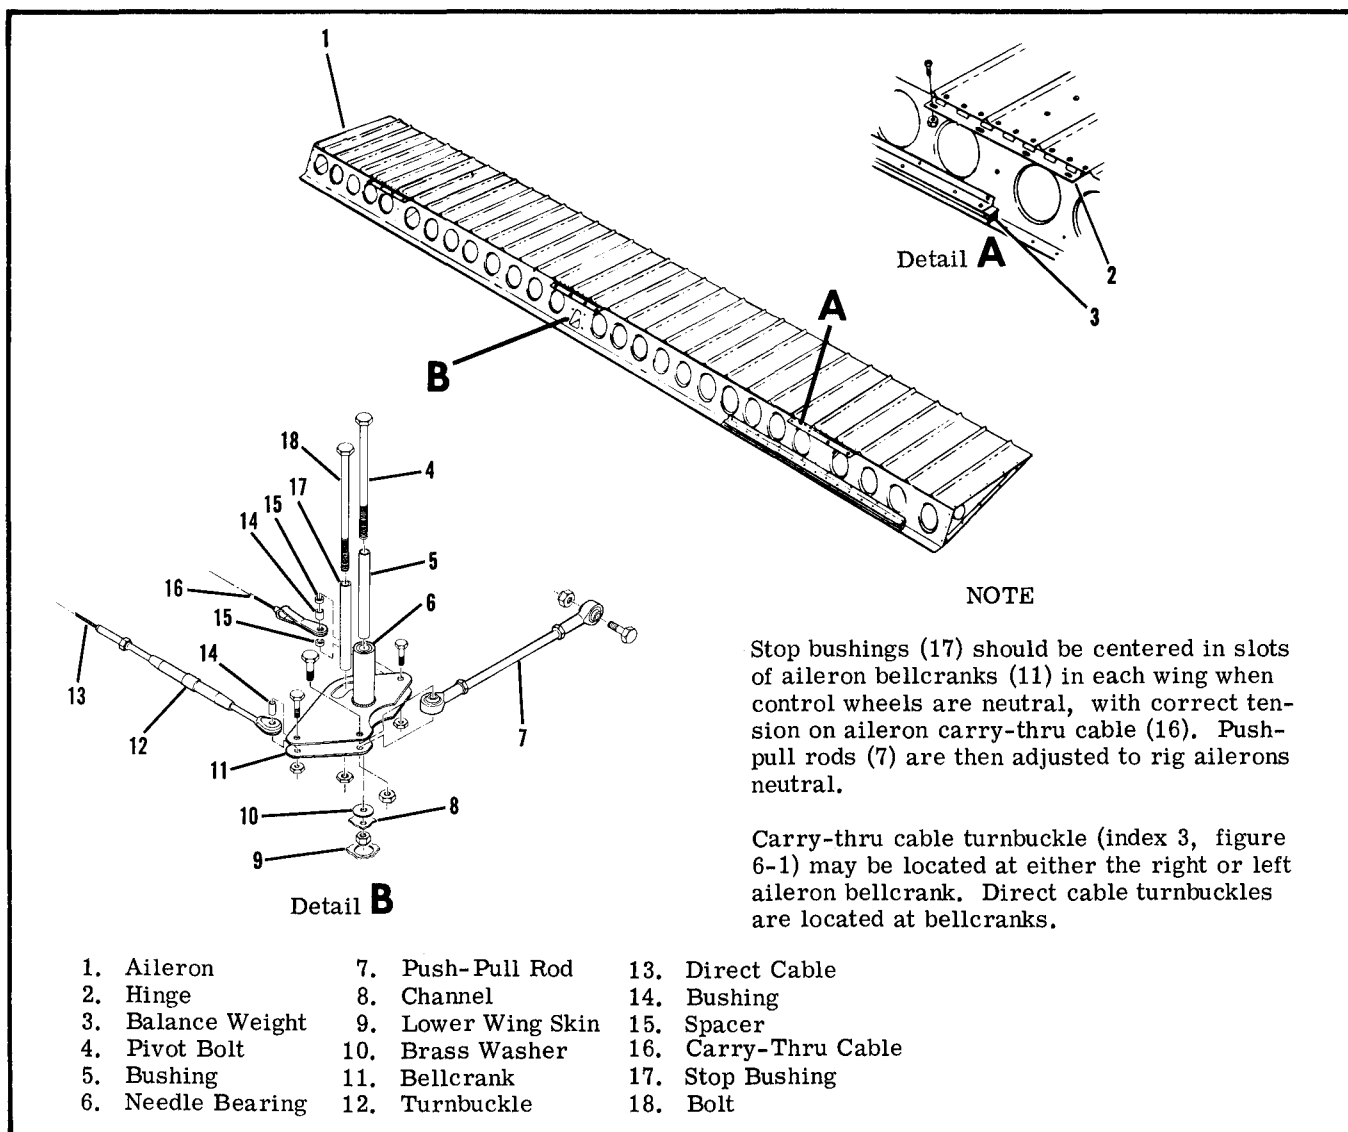 1
Detail A
2
3
A
B
18
4
17
15
14
5
16
6
15
14
13
7
12
11
10
8
9
Detail B
NOTE
Stop bushings (17) should be centered in slots
of aileron bellcranks (11) in each wing when
control wheels are neutral, with correct ten-
sion on aileron carry-thru cable (16). Push-
pull rods (7) are then adjusted to rig ailerons
neutral.
Carry-thru cable turnbuckle (index 3, figure
6-1) may be located at either the right or left
aileron bellcrank. Direct cable turnbuckles
are located at bellcranks.
1. Aileron
2. Hinge
3. Balance Weight
4. Pivot Bolt
5. Bushing
6. Needle Bearing
7. Push-Pull Rod
8. Channel
9. Lower Wing Skin
10. Brass Washer
11. Bellcrank
12. Turnbuckle
13. Direct Cable
14. Bushing
15. Spacer
16. Carry-Thru Cable
17. Stop Bushing
18. Bolt